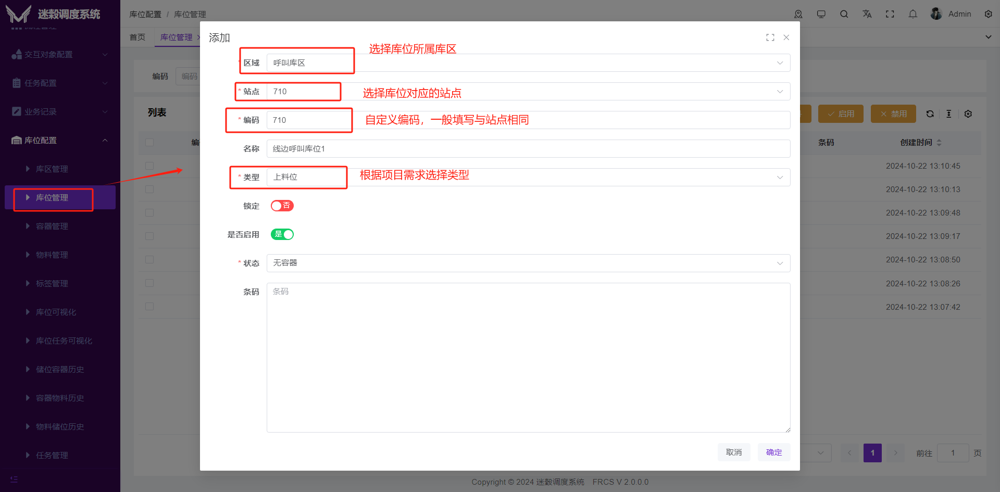 迷毂调度系统
交互对象配置
任务配置
业务记录
库位配置
库区管理
库位管理
容器管理
物料管理
标签管理
库位可视化
库位任务可视化
储位容器历史
容器物料历史
物料储位历史
任务管理
库位配置 / 库位管理
Admin
首页
库位管理
编码 编码
列表
启用
禁用
编
条码
创建时间
2024-10-22 13:10:45
2024-10-22 13:10:13
2024-10-22 13:09:48
2024-10-22 13:09:17
2024-10-22 13:08:50
2024-10-22 13:08:26
2024-10-22 13:07:42
添加
选择库位所属库区
* 区域 呼叫库区
* 站点 710
选择库位对应的站点
* 编码 710
自定义编码，一般填写与站点相同
名称 线边呼叫库位1
* 类型 上料位
根据项目需求选择类型
锁定 否
是否启用 是
* 状态 无容器
条码 条码
取消
确定
1
前往 1 页
Copyright © 2024 迷毂调度系统 FRCS V 2.0.0.0